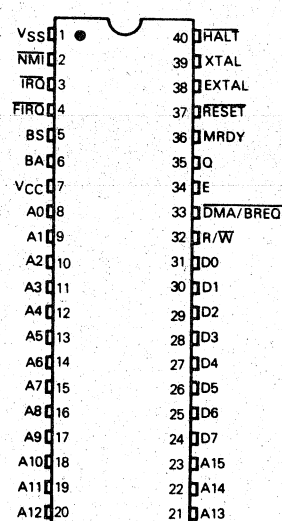 VSS 1 40 HALT
NMI 2 39 XTAL
IRQ 3 38 EXTAL
FIRQ 4 37 RESET
BS 5 36 MRDY
BA 6 35 Q
VCC 7 34 E
A0 8 33 DMA/BREQ
A1 9 32 R/W
A2 10 31 D0
A3 11 30 D1
A4 12 29 D2
A5 13 28 D3
A6 14 27 D4
A7 15 26 D5
A8 16 25 D6
A9 17 24 D7
A10 18 23 A15
A11 19 22 A14
A12 20 21 A13